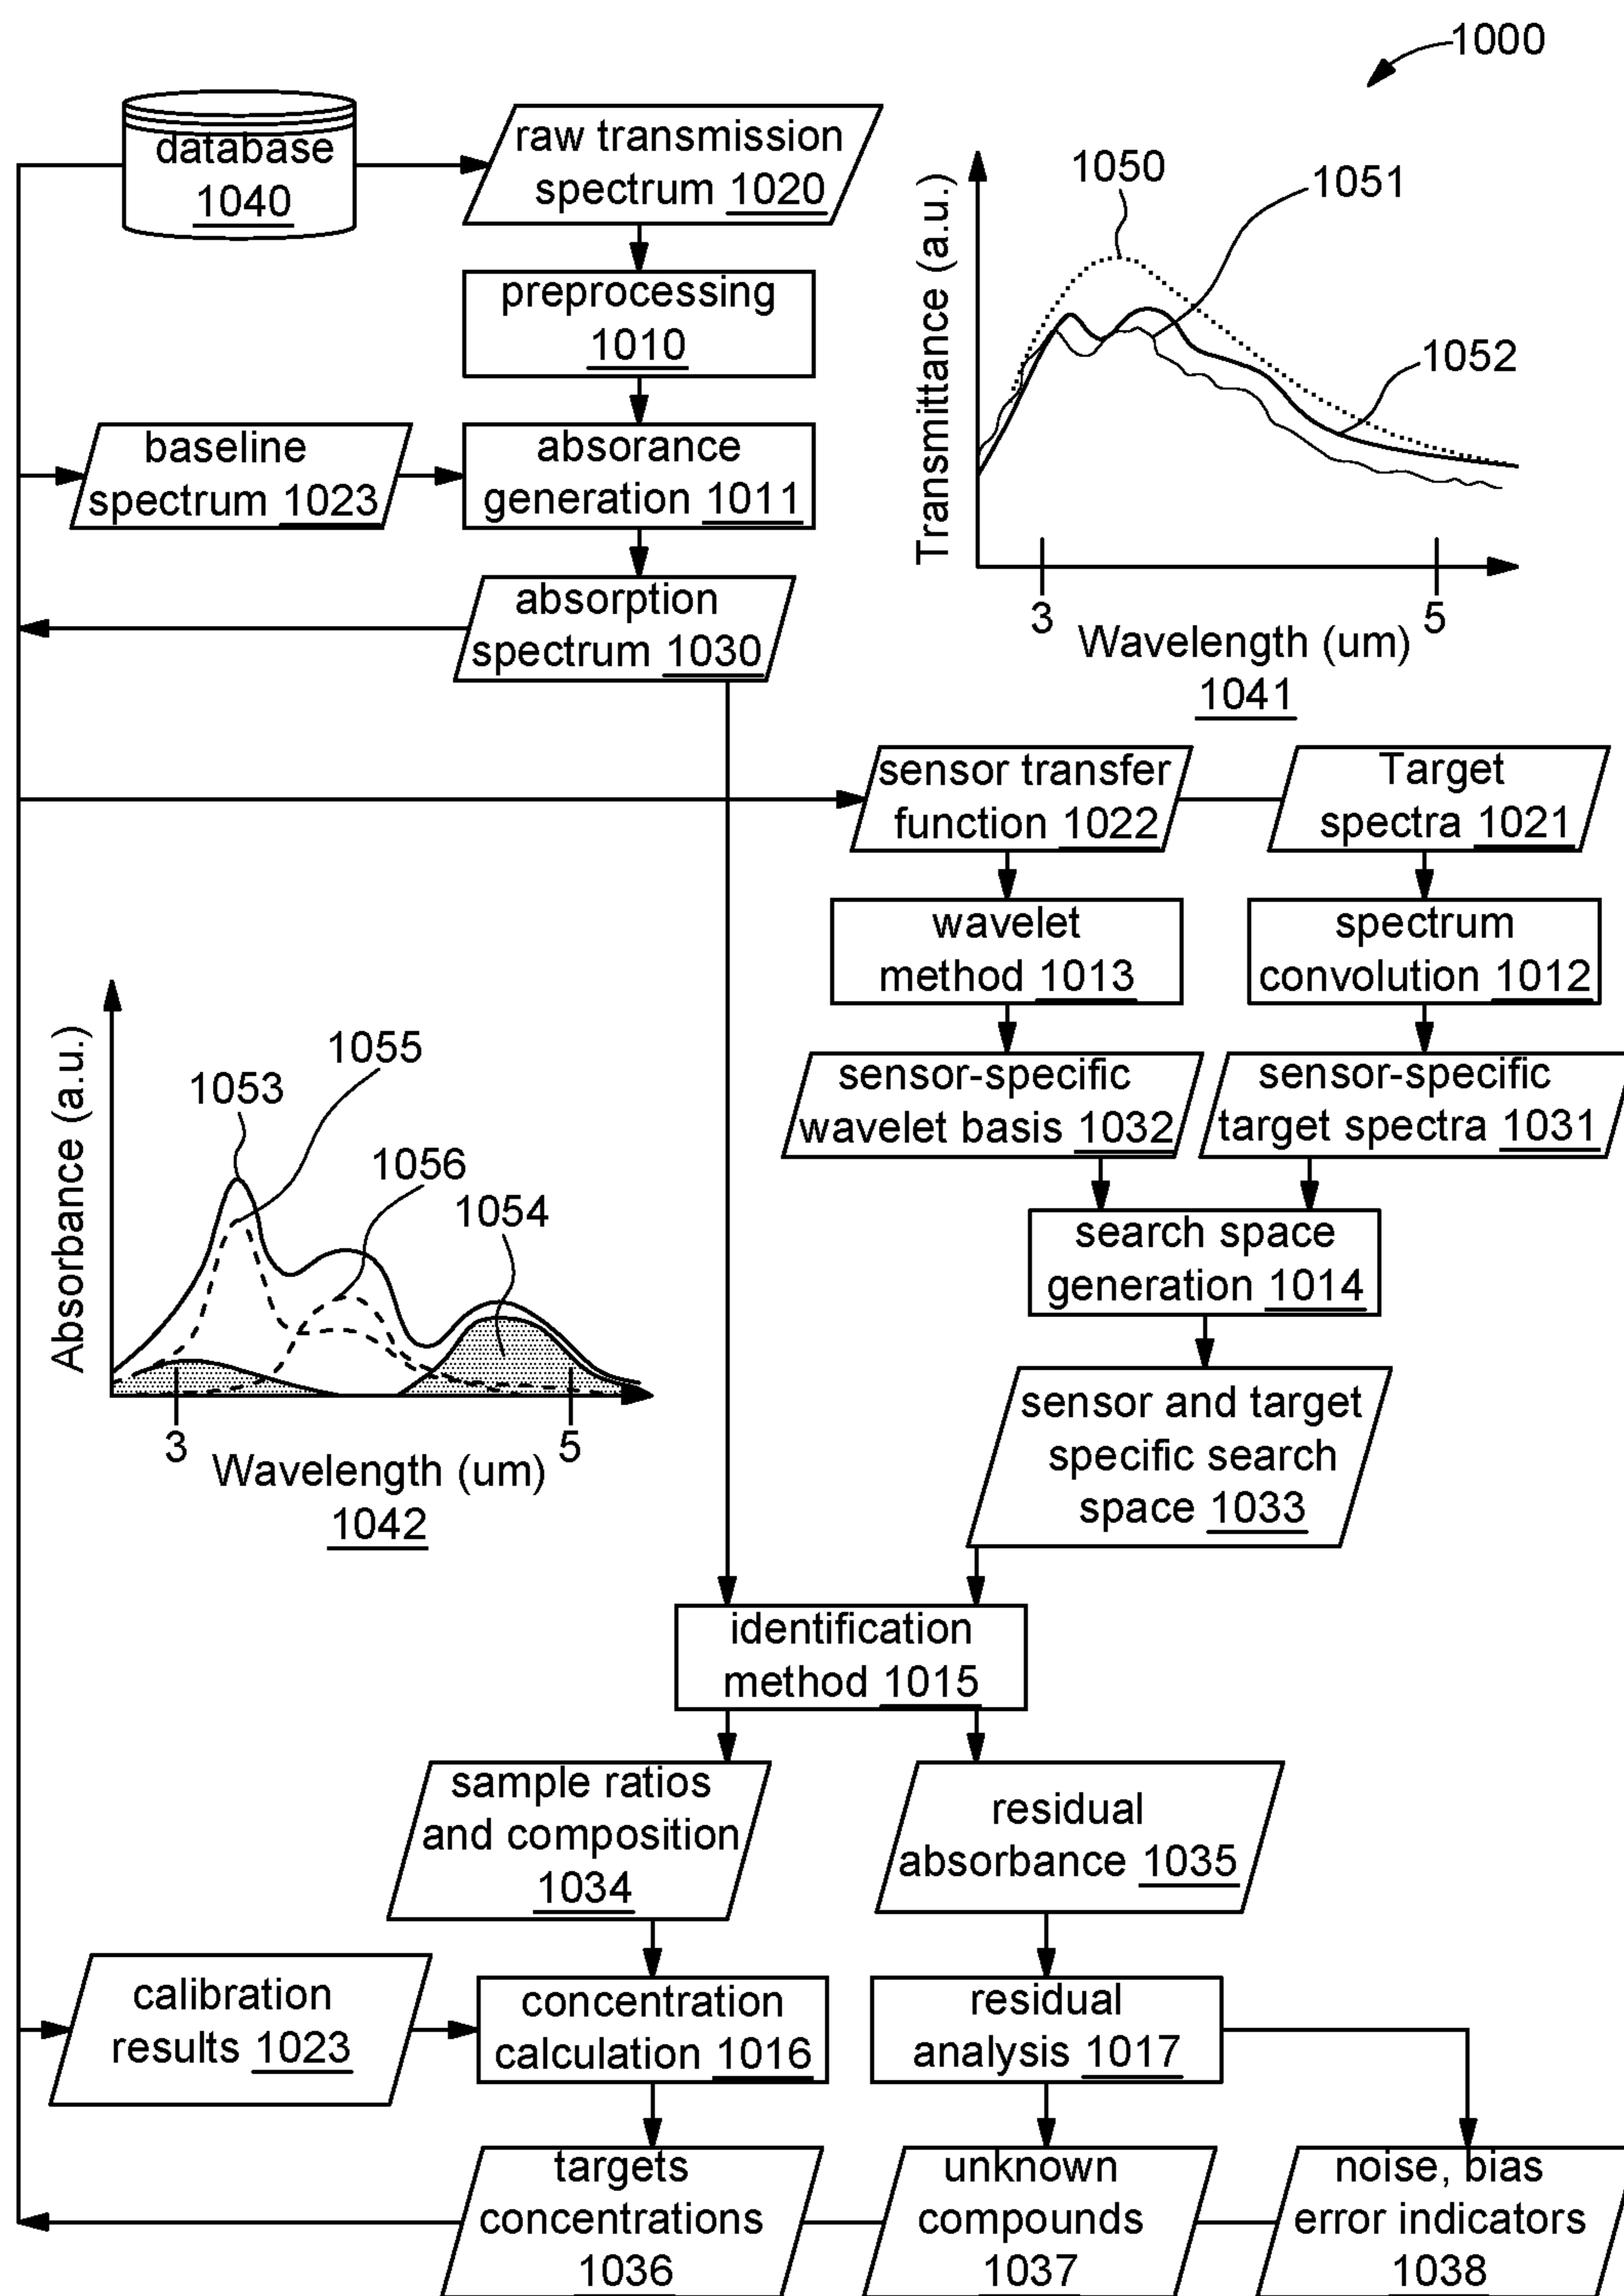 1000
database
1040
raw transmission
spectrum 1020
preprocessing
1010
baseline
spectrum 1023
absorance
generation 1011
absorption
spectrum 1030
Transmittance (a.u.)
1050
1051
1052
3
5
Wavelength (um)
1041
sensor transfer
function 1022
Target
spectra 1021
wavelet
method 1013
spectrum
convolution 1012
sensor-specific
wavelet basis 1032
sensor-specific
target spectra 1031
search space
generation 1014
sensor and target
specific search
space 1033
Absorbance (a.u.)
1053
1055
1056
1054
3
5
Wavelength (um)
1042
identification
method 1015
sample ratios
and composition
1034
residual
absorbance 1035
calibration
results 1023
concentration
calculation 1016
residual
analysis 1017
targets
concentrations
1036
unknown
compounds
1037
noise, bias
error indicators
1038